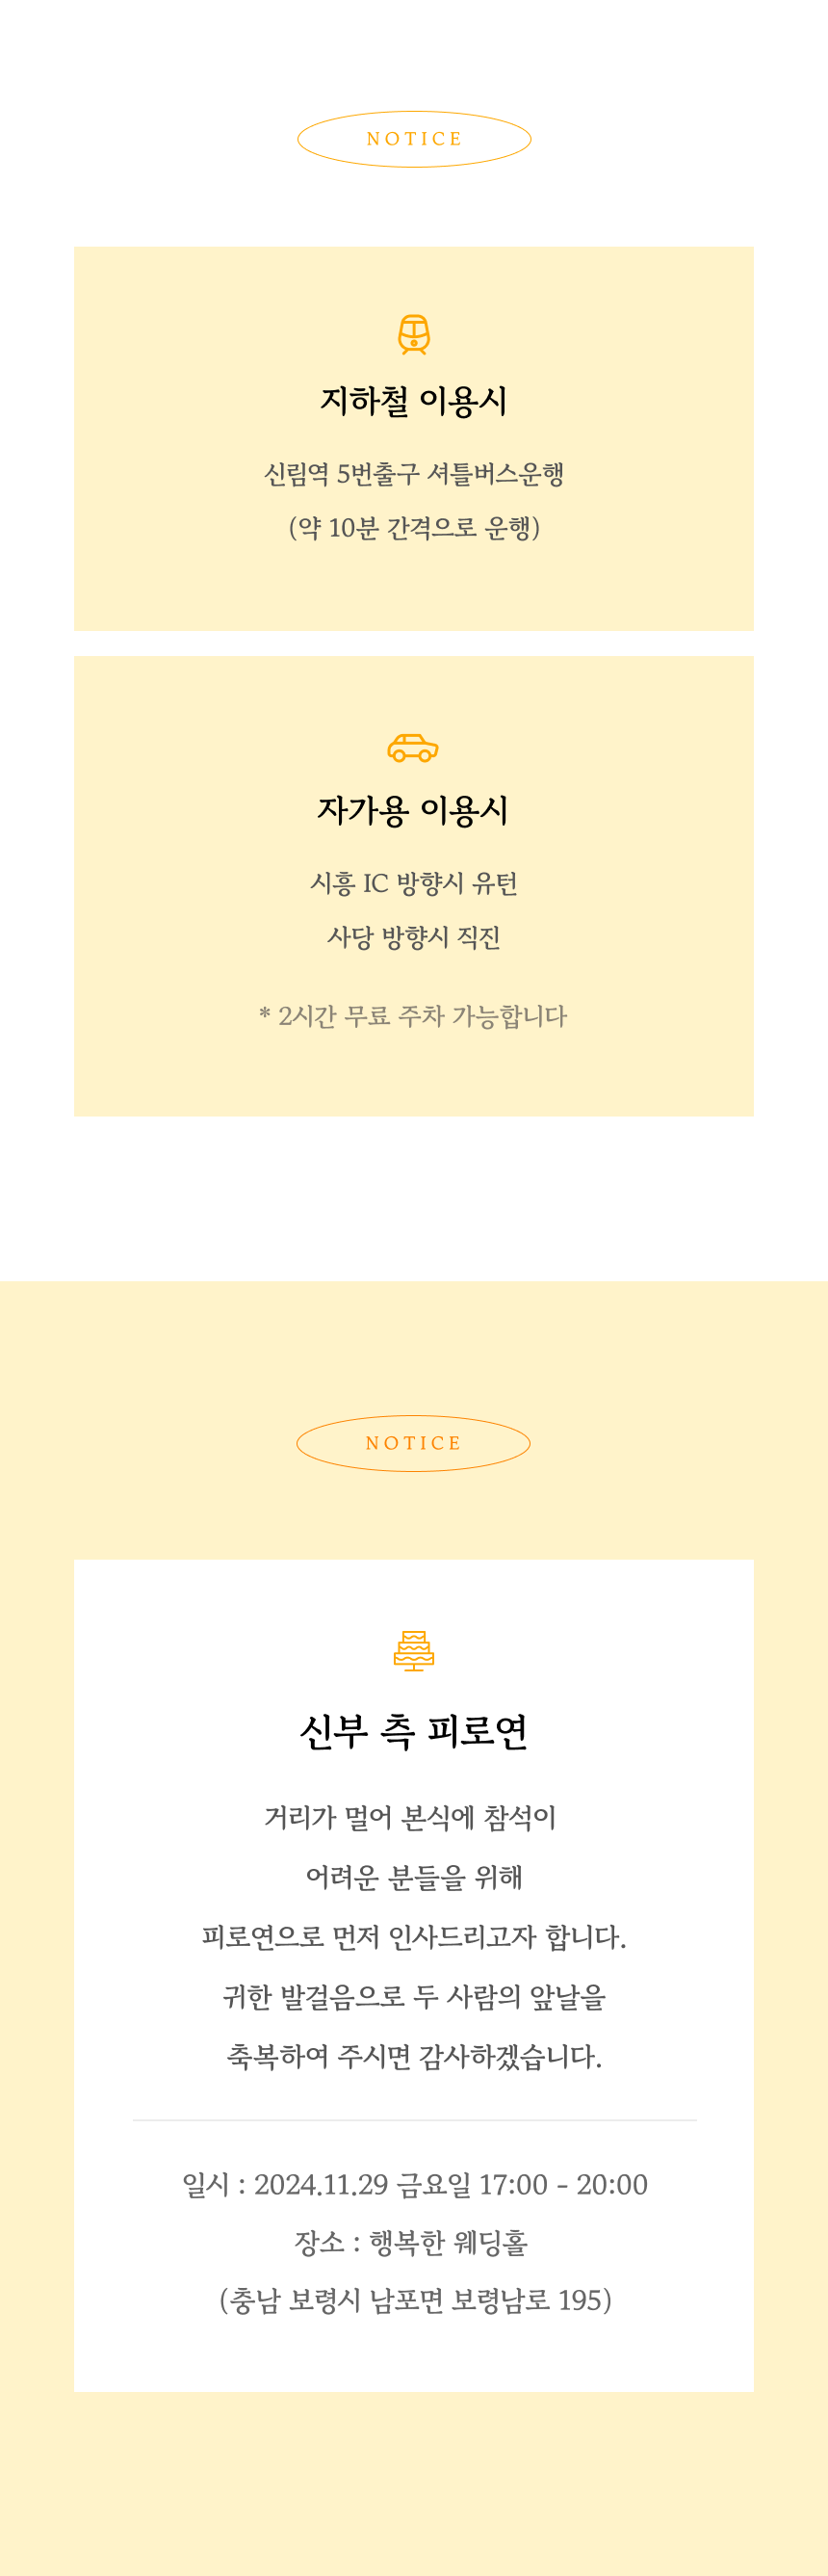 NOTICE
지하철 이용시
신림역 5번출구 셔틀버스운행
(약 10분 간격으로 운행)
자가용 이용시
시흥 IC 방향시 유턴
사당 방향시 직진
* 2시간 무료 주차 가능합니다
NOTICE
신부 측 피로연
거리가 멀어 본식에 참석이
어려운 분들을 위해
피로연으로 먼저 인사드리고자 합니다.
귀한 발걸음으로 두 사람의 앞날을
축복하여 주시면 감사하겠습니다.
일시 : 2024.11.29 금요일 17:00 - 20:00
장소 : 행복한 웨딩홀
(충남 보령시 남포면 보령남로 195)